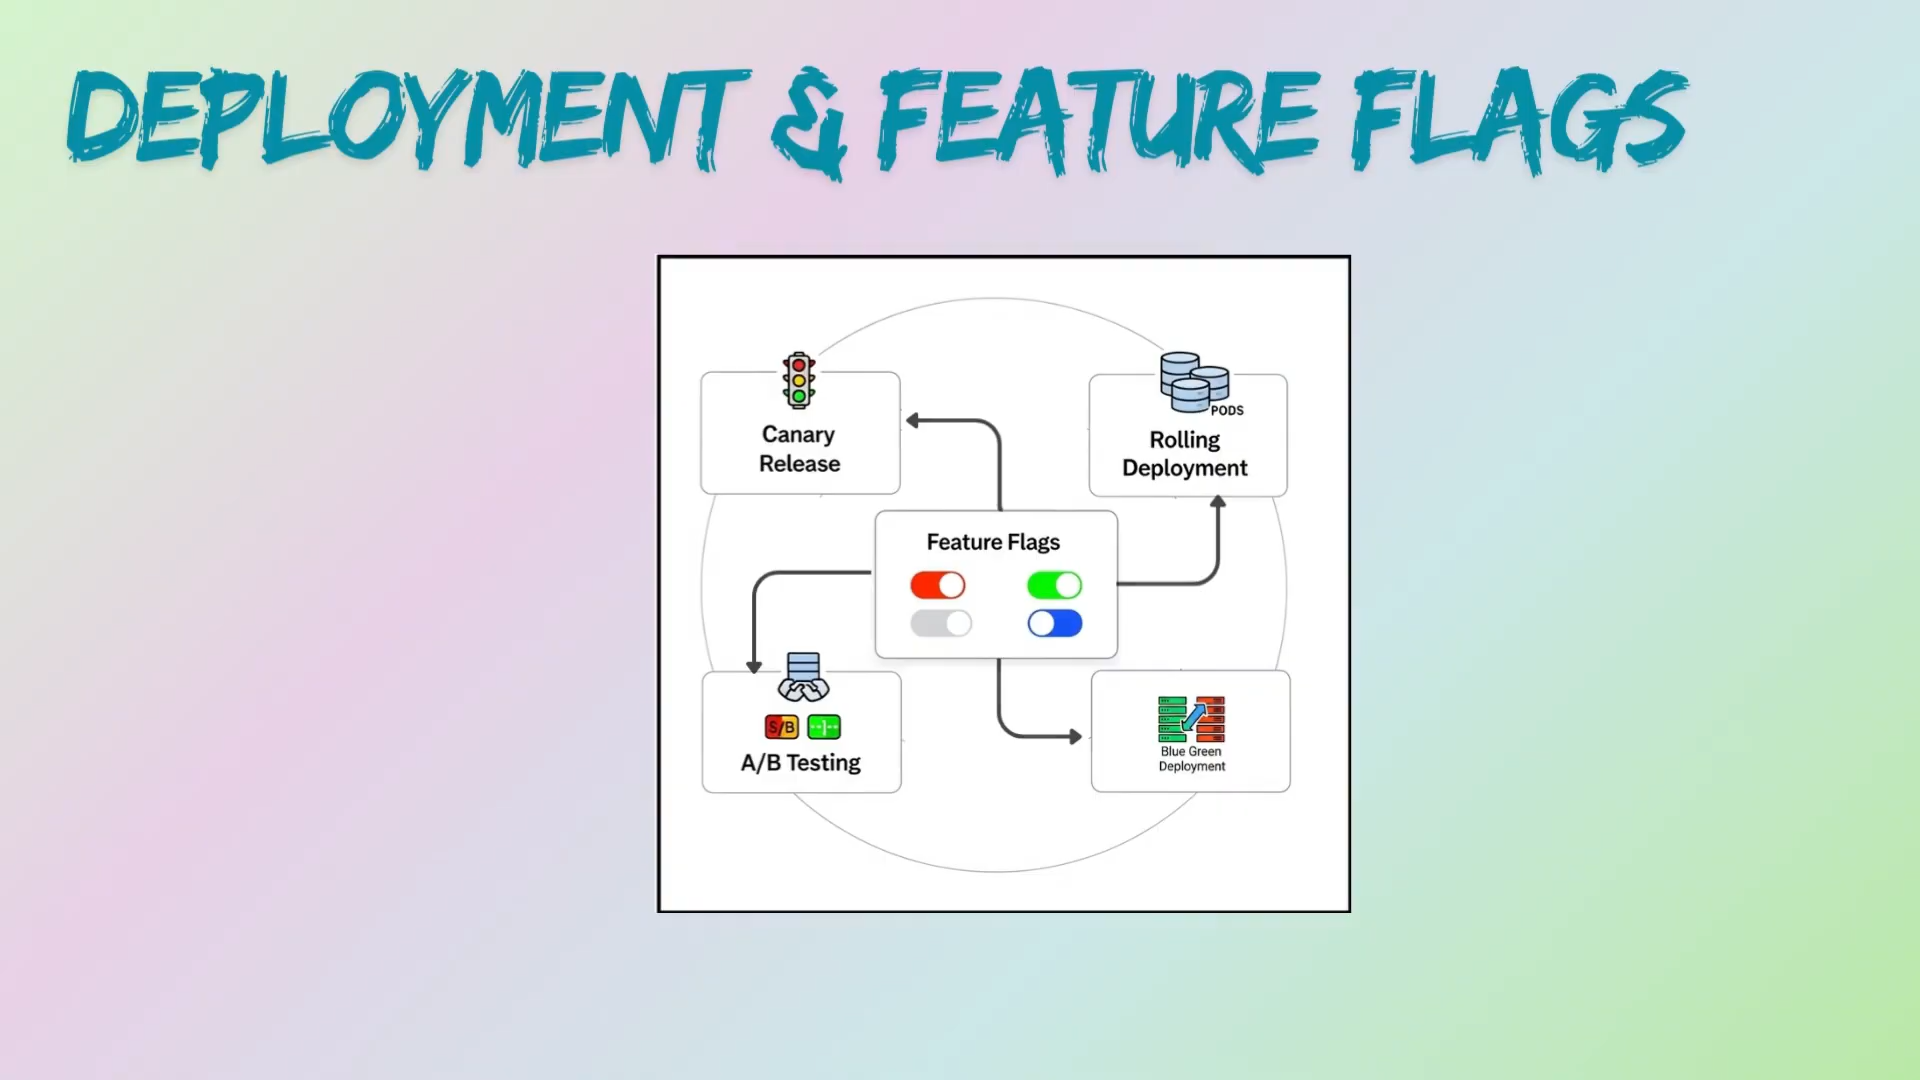 DEPLOYMENT & FEATURE FLAGS
Canary
Release
PODS
Rolling
Deployment
Feature Flags
S/B
A/B Testing
Blue Green
Deployment